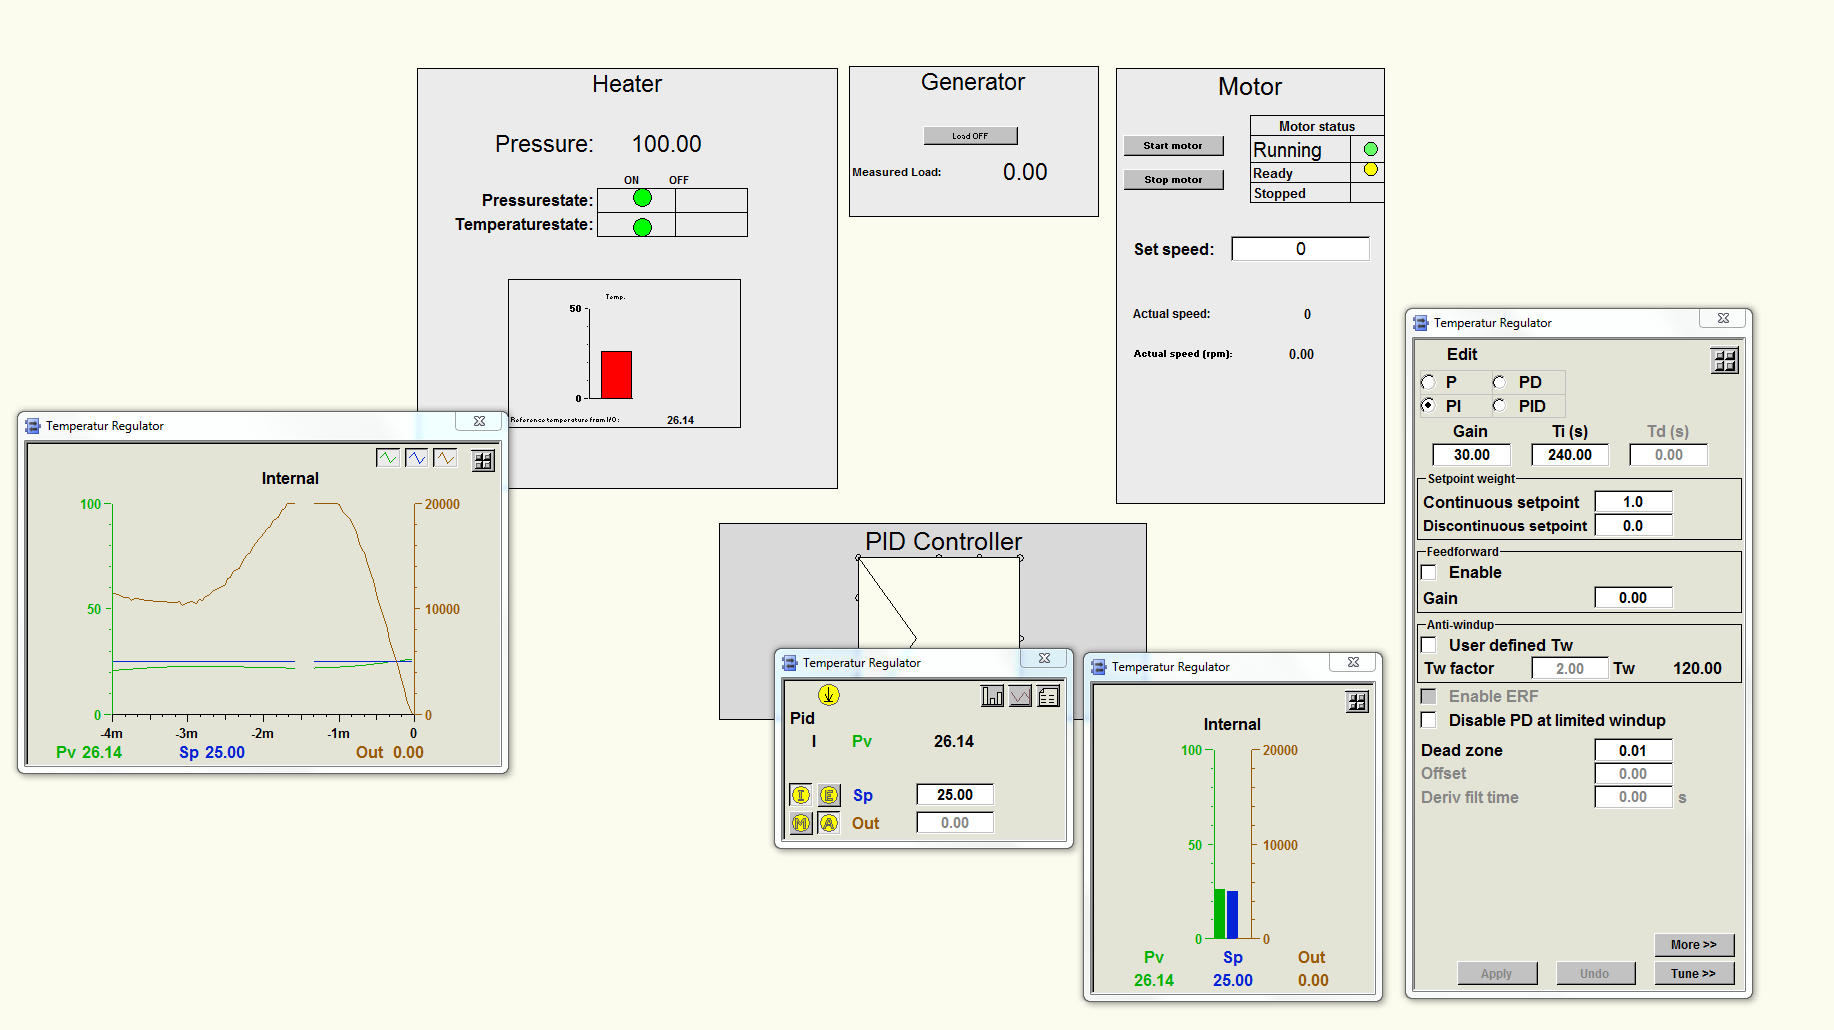 Heater
Pressure: 100.00
ON OFF
Pressurestate:
Temperaturestate:
Temp.
50
0
Reference temperature from I/O: 26.14
Generator
Load OFF
Measured Load: 0.00
Motor
Start motor
Stop motor
Motor status
Running
Ready
Stopped
Set speed: 0
Actual speed: 0
Actual speed (rpm): 0.00
Temperatur Regulator
Internal
100 20000
50 10000
0 0
-4m -3m -2m -1m 0
Pv 26.14 Sp 25.00 Out 0.00
PID Controller
Temperatur Regulator
Pid
I Pv 26.14
I E Sp 25.00
M A Out 0.00
Temperatur Regulator
Internal
100 20000
50 10000
0 0
Pv Sp Out
26.14 25.00 0.00
Temperatur Regulator
Edit
P PD
PI PID
Gain Ti (s) Td (s)
30.00 240.00 0.00
Setpoint weight
Continuous setpoint 1.0
Discontinuous setpoint 0.0
Feedforward
Enable
Gain 0.00
Anti-windup
User defined Tw
Tw factor 2.00 Tw 120.00
Enable ERF
Disable PD at limited windup
Dead zone 0.01
Offset 0.00
Deriv filt time 0.00 s
More >>
Apply Undo Tune >>